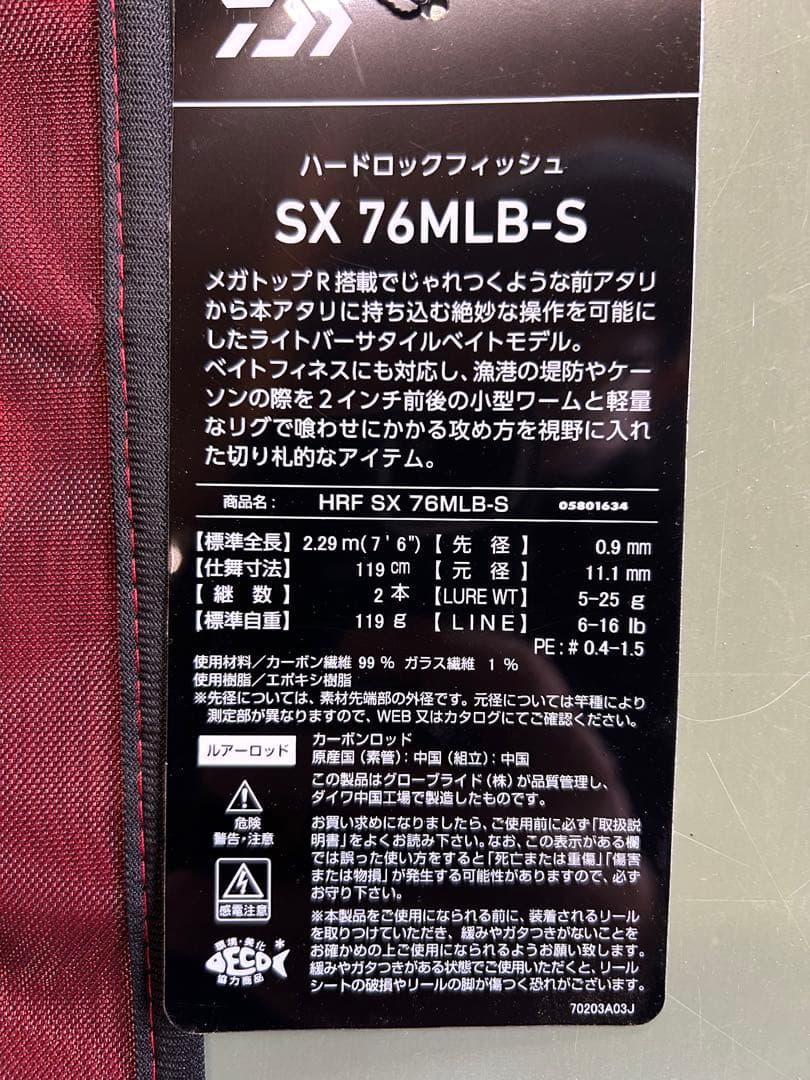 ハードロックフィッシュ
SX 76MLB-S
メガトップR搭載でじゃれつくような前アタリ
から本アタリに持ち込む絶妙な操作を可能に
したライトバーサタイルベイトモデル。
ベイトフィネスにも対応し、漁港の堤防やケー
ソンの際を2インチ前後の小型ワームと軽量
なリグで喰わせにかかる攻め方を視野に入れ
た切り札的なアイテム。
商品名: HRF SX 76MLB-S 05801634
【標準全長】 2.29 m(7'6") 【先径】 0.9 mm
【仕舞寸法】 119 cm 【元径】 11.1 mm
【継数】 2 本 【LURE WT】 5-25 g
【標準自重】 119 g 【LINE】 6-16 lb
PE:# 0.4-1.5
使用材料/カーボン繊維 99 % ガラス繊維 1 %
使用樹脂/エポキシ樹脂
※先径については、素材先端部の外径です。元径については竿種により
測定部が異なりますので、WEB又はカタログにてご確認ください。
ルアーロッド
カーボンロッド
原産国(素管):中国(組立):中国
この製品はグローブライド(株)が品質管理し、
ダイワ中国工場で製造したものです。
危険
警告・注意
お買い求めになりましたら、ご使用前に必ず「取扱説
明書」をよくお読み下さい。なお、この表示がある欄
では誤った使い方をすると「死亡または重傷」「傷害
または物損」が発生する可能性がありますので、必ず
お守り下さい。
感電注意
※本製品をご使用になられる前に、装着されるリール
を取りつけていただき、緩みやガタつきがないことを
お確かめの上ご使用になられるようお願い致します。
緩みやガタつきがある状態でご使用いただくと、リール
シートの破損やリールの脚が傷つく恐れがございます。
環境・美化
DECO
協力商品
70203A03J